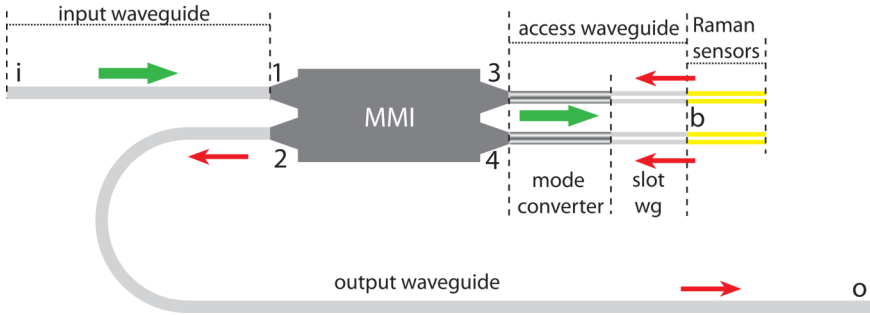 input waveguide
access waveguide
Raman
sensors
i
1
3
MMI
b
2
4
mode
converter
slot
wg
output waveguide
o